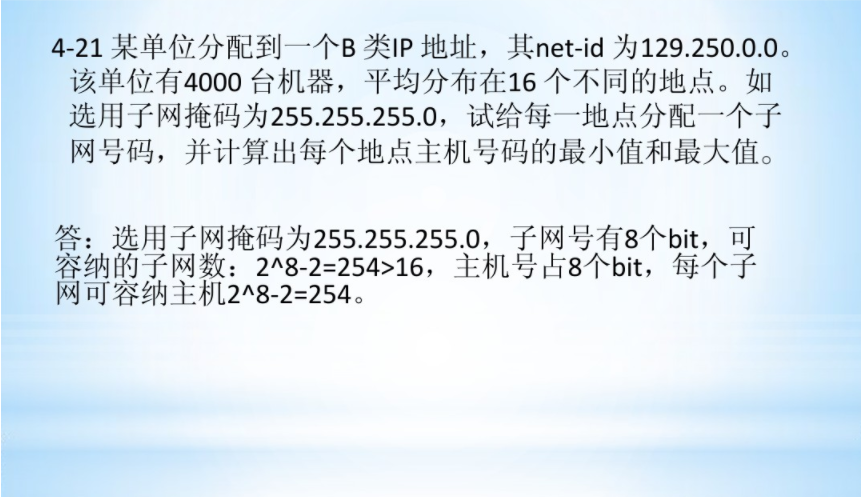 4-21 某单位分配到一个B 类IP 地址，其net-id 为129.250.0.0。
该单位有4000 台机器，平均分布在16 个不同的地点。如
选用子网掩码为255.255.255.0，试给每一地点分配一个子
网号码，并计算出每个地点主机号码的最小值和最大值。
答：选用子网掩码为255.255.255.0，子网号有8个bit，可
容纳的子网数：2^8-2=254>16，主机号占8个bit，每个子
网可容纳主机2^8-2=254。